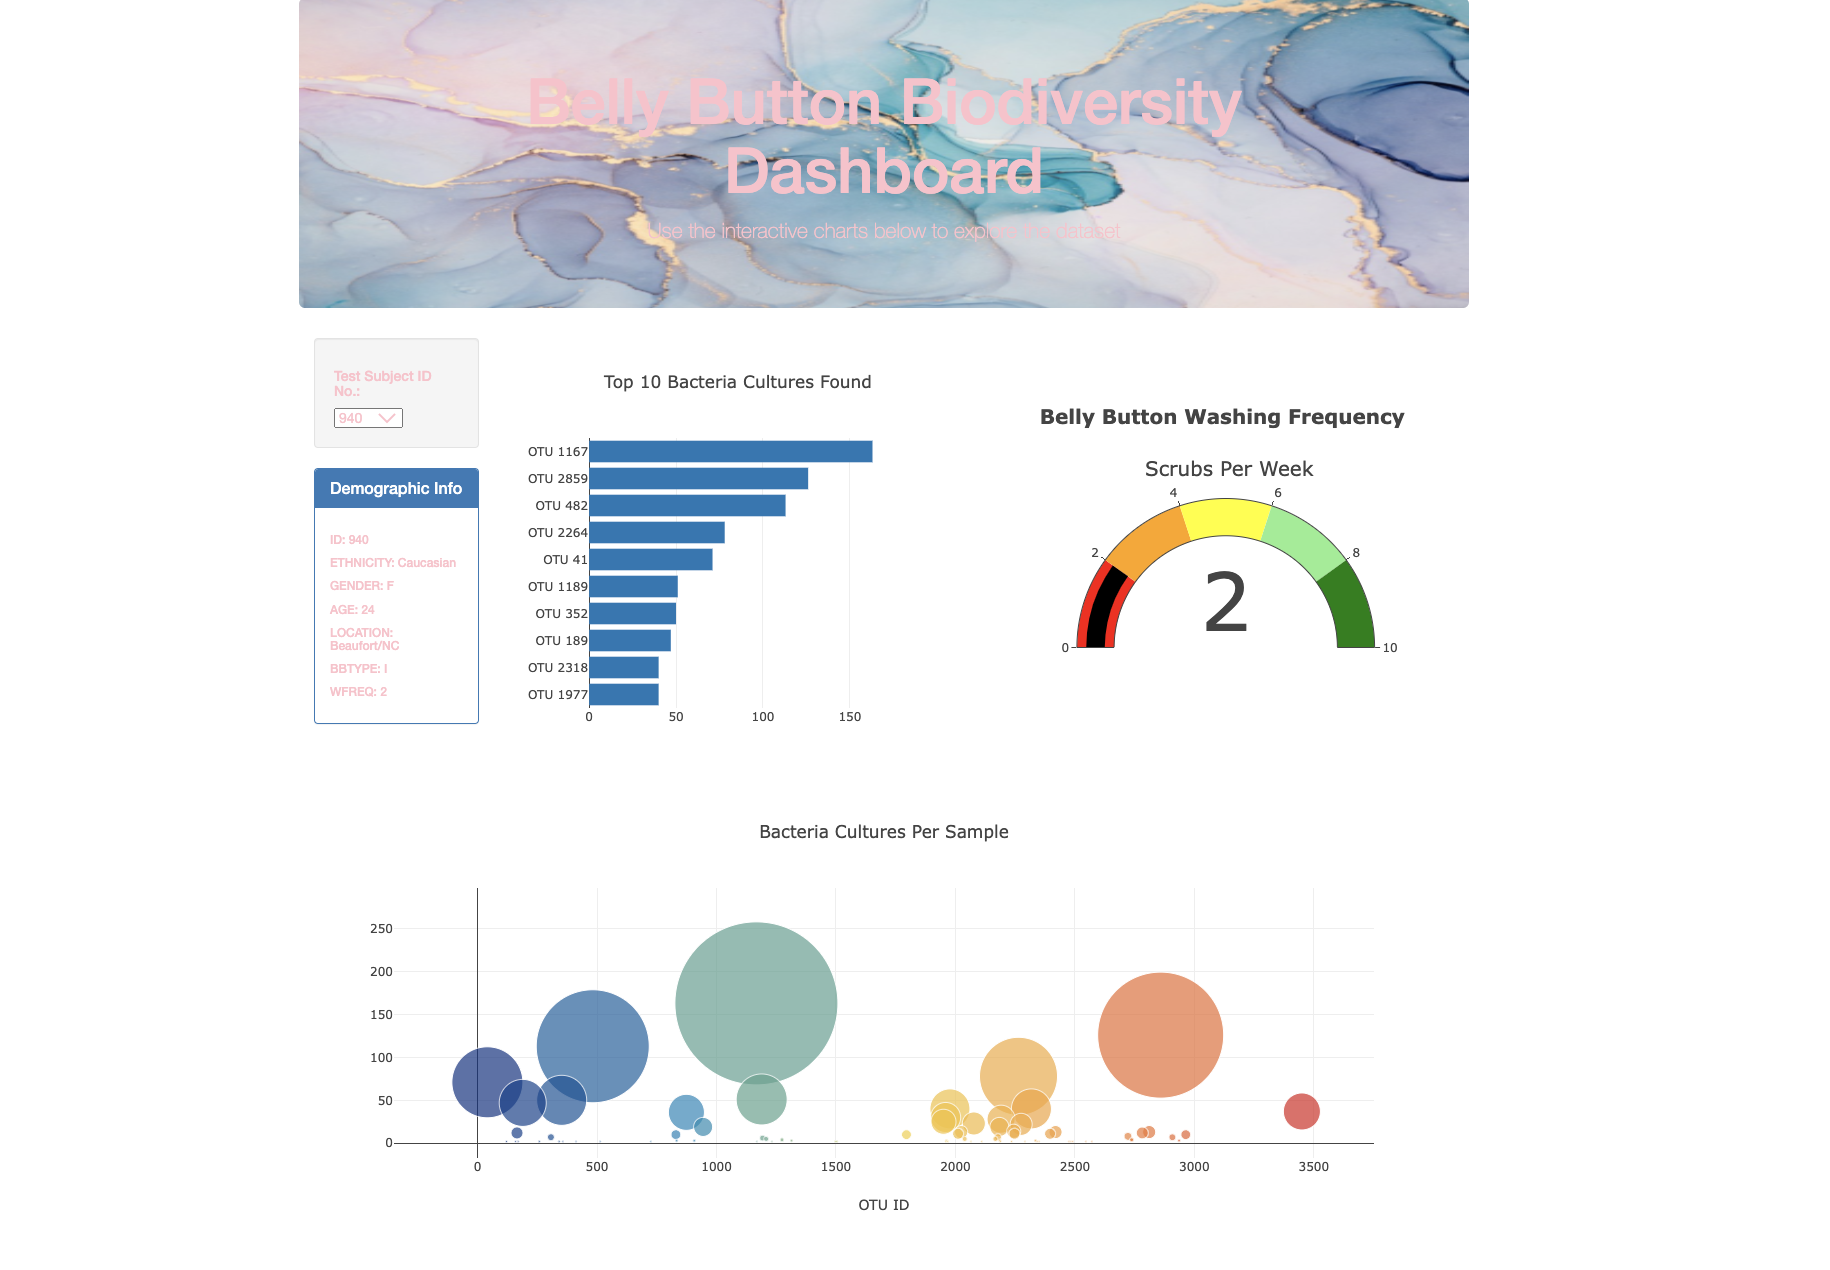 Belly Button Biodiversity
Dashboard
Use the interactive charts below to explore the dataset
Test Subject ID
No.:
940
Demographic Info
ID: 940
ETHNICITY: Caucasian
GENDER: F
AGE: 24
LOCATION:
Beaufort/NC
BBTYPE: I
WFREQ: 2
Top 10 Bacteria Cultures Found
OTU 1167
OTU 2859
OTU 482
OTU 2264
OTU 41
OTU 1189
OTU 352
OTU 189
OTU 2318
OTU 1977
0 50 100 150
Belly Button Washing Frequency
Scrubs Per Week
4 6
2 8
2
0 10
Bacteria Cultures Per Sample
250
200
150
100
50
0
0 500 1000 1500 2000 2500 3000 3500
OTU ID